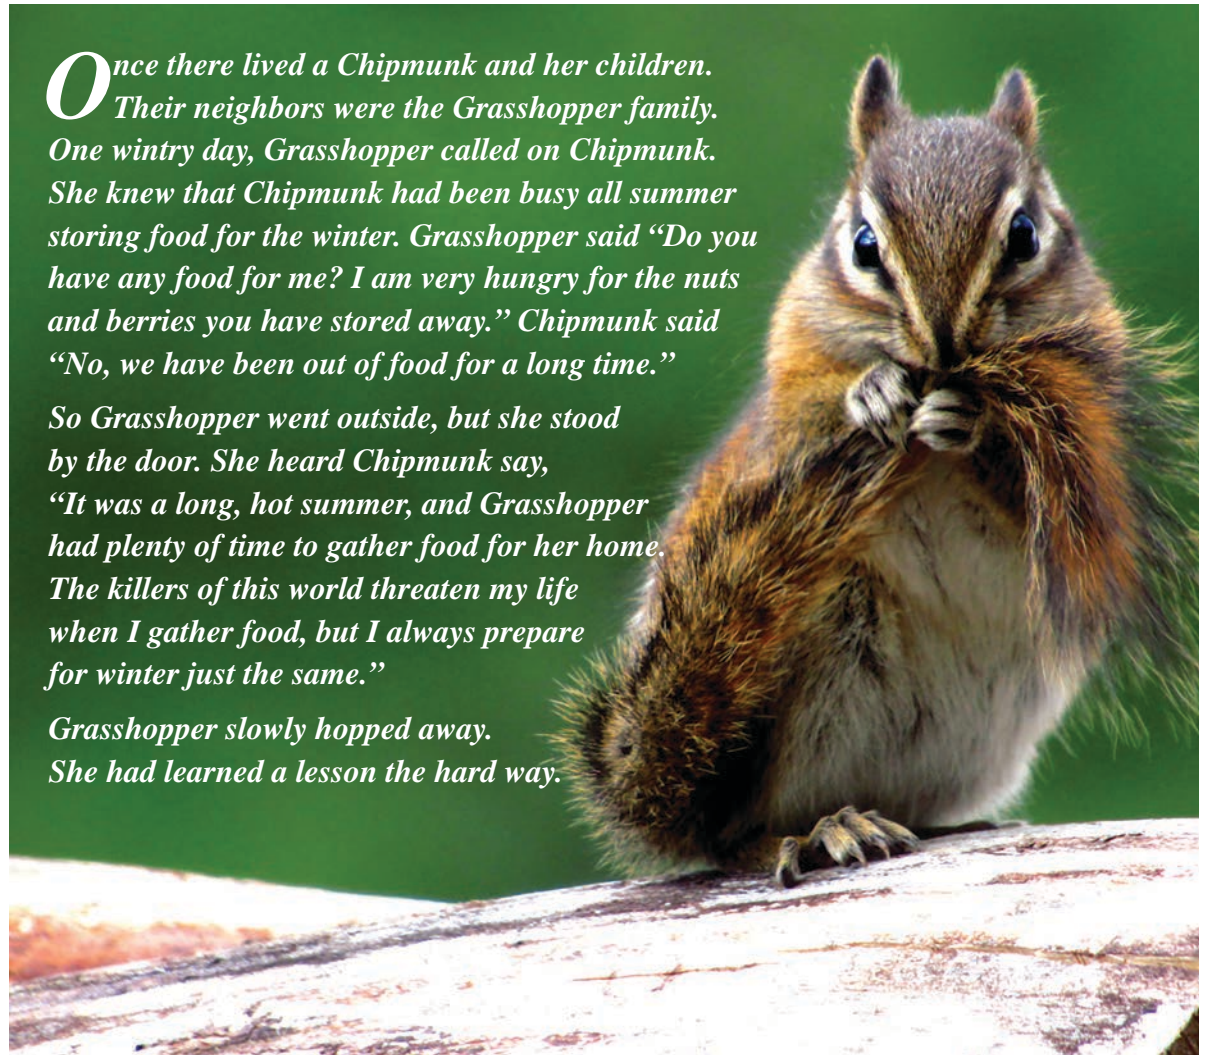 Once there lived a Chipmunk and her children.
Their neighbors were the Grasshopper family.
One wintry day, Grasshopper called on Chipmunk.
She knew that Chipmunk had been busy all summer
storing food for the winter. Grasshopper said “Do you
have any food for me? I am very hungry for the nuts
and berries you have stored away.” Chipmunk said
“No, we have been out of food for a long time.”
So Grasshopper went outside, but she stood
by the door. She heard Chipmunk say,
“It was a long, hot summer, and Grasshopper
had plenty of time to gather food for her home.
The killers of this world threaten my life
when I gather food, but I always prepare
for winter just the same.”
Grasshopper slowly hopped away.
She had learned a lesson the hard way.